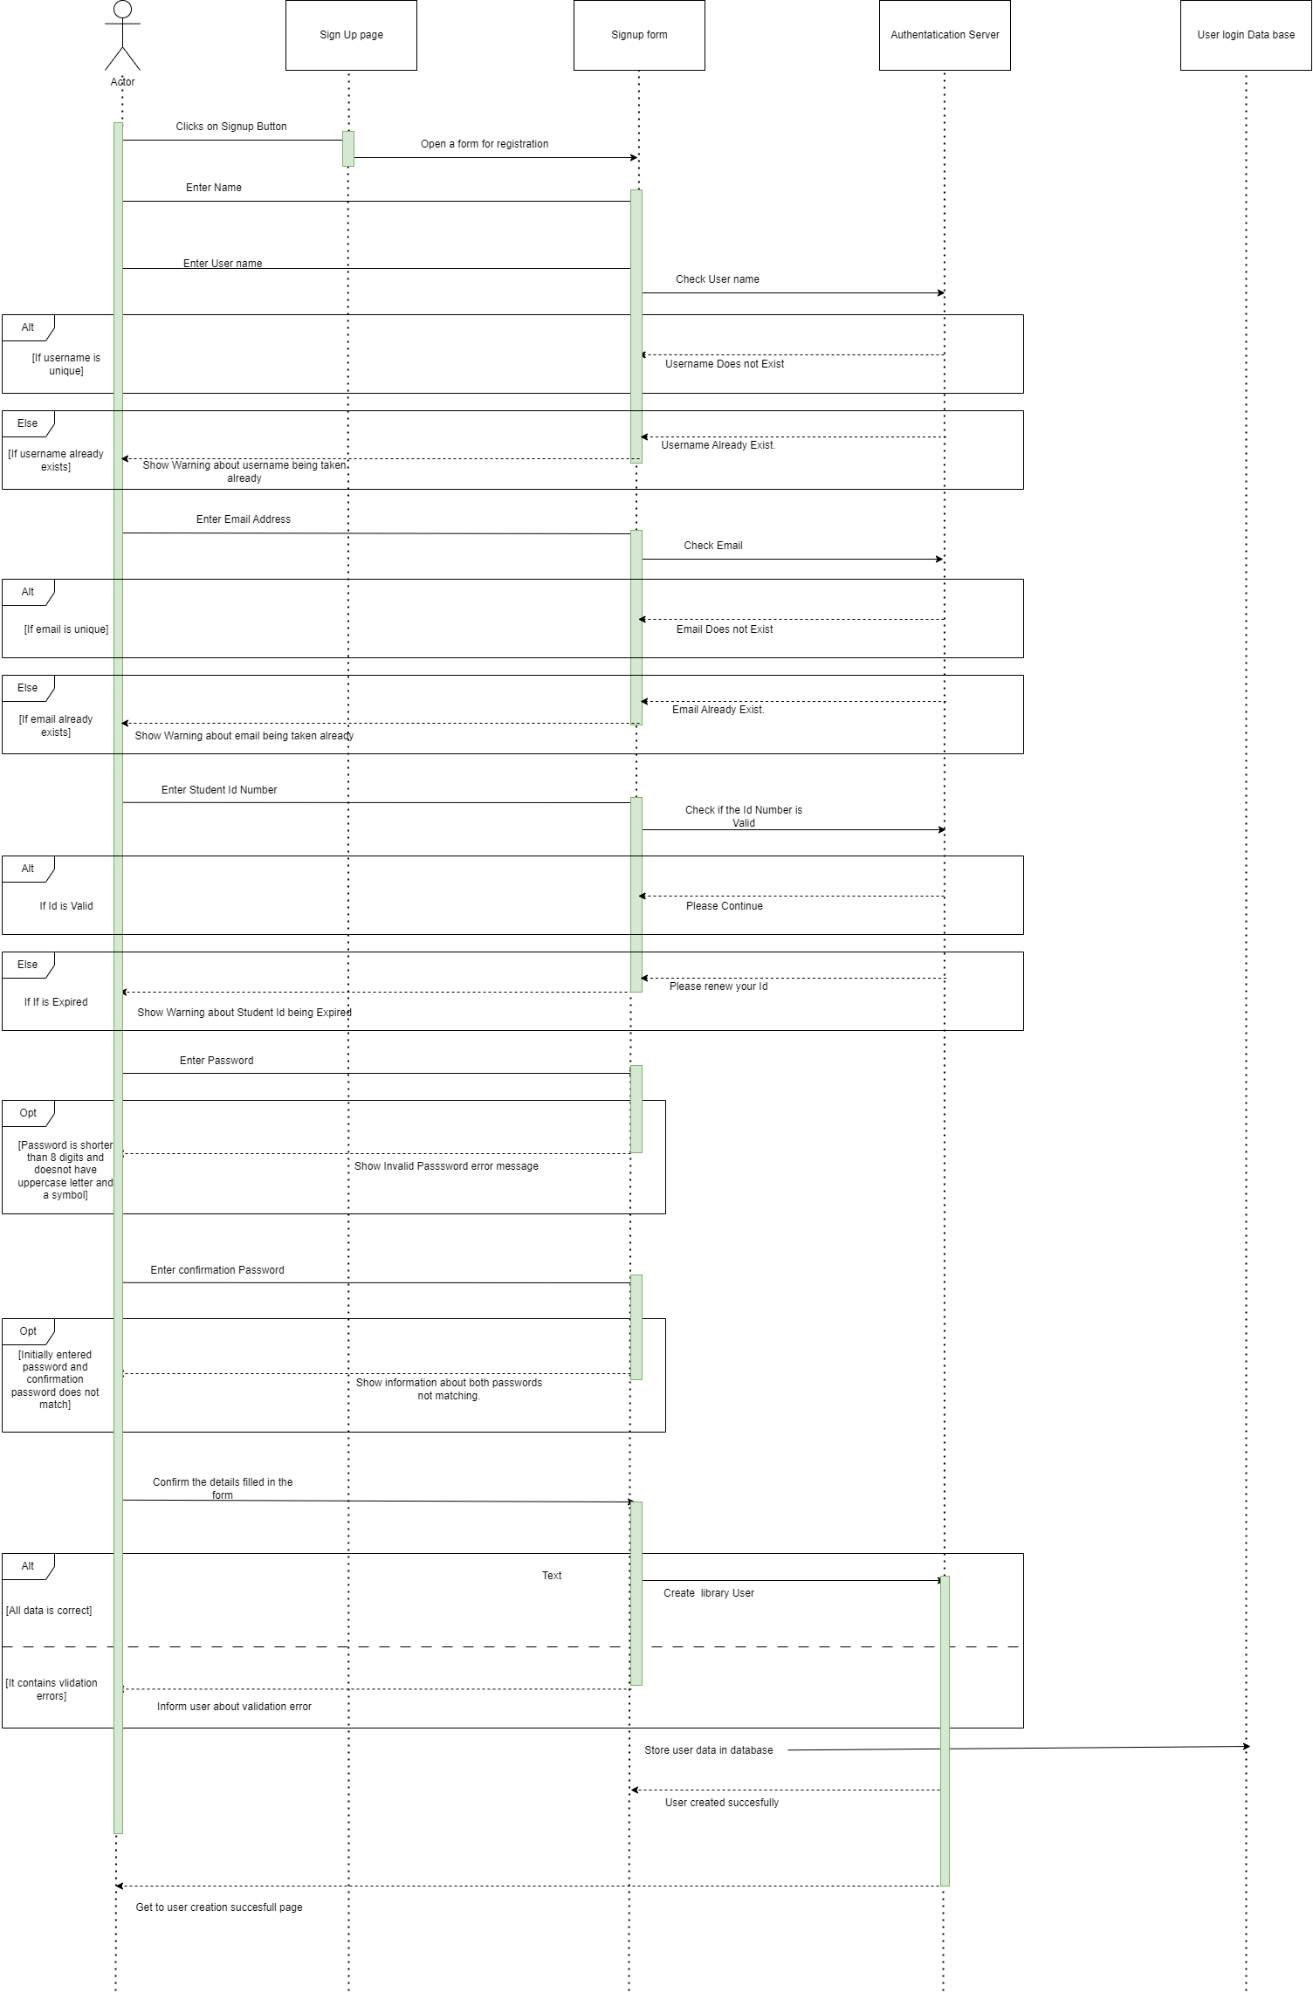 Actor
Sign Up page
Signup form
Authentatication Server
User login Data base
Clicks on Signup Button
Open a form for registration
Enter Name
Enter User name
Check User name
Alt
[If username is
unique]
Username Does not Exist
Else
[If username already
exists]
Username Already Exist.
Show Warning about username being taken
already
Enter Email Address
Check Email
Alt
[If email is unique]
Email Does not Exist
Else
[If email already
exists]
Email Already Exist.
Show Warning about email being taken already
Enter Student Id Number
Check if the Id Number is
Valid
Alt
If Id is Valid
Please Continue
Else
If If is Expired
Please renew your Id
Show Warning about Student Id being Expired
Enter Password
Opt
[Password is shorter
than 8 digits and
doesnot have
uppercase letter and
a symbol]
Show Invalid Passsword error message
Enter confirmation Password
Opt
[Initially entered
password and
confirmation
password does not
match]
Show information about both passwords
not matching.
Confirm the details filled in the
form
Alt
Text
Create  library User
[All data is correct]
[It contains vlidation
errors]
Inform user about validation error
Store user data in database
User created succesfully
Get to user creation succesfull page